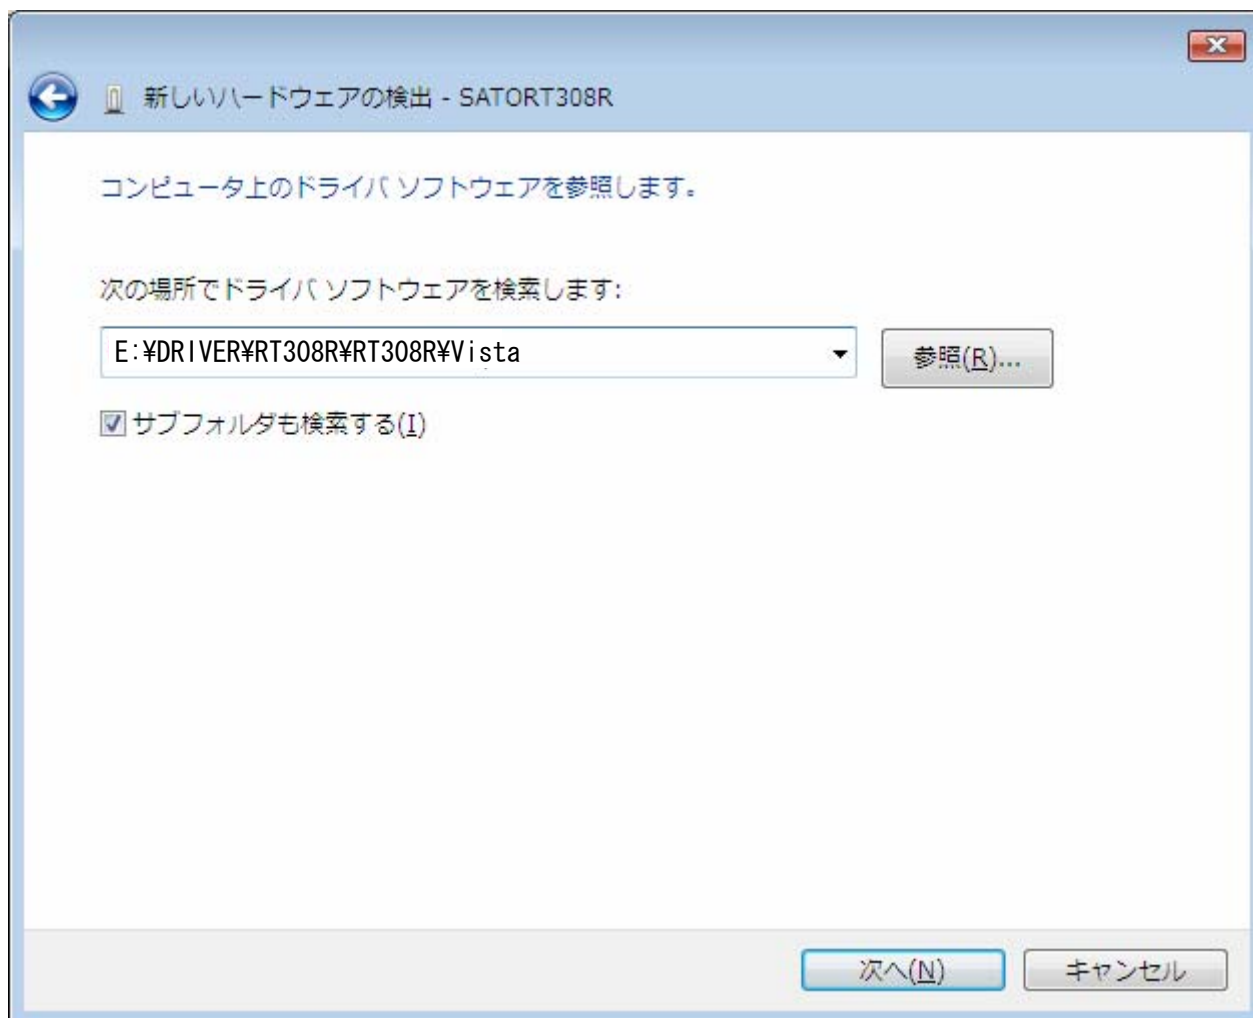 新しいハードウェアの検出 - SATORT308R
コンピュータ上のドライバ ソフトウェアを参照します。
次の場所でドライバ ソフトウェアを検索します:
E:¥DRIVER¥RT308R¥RT308R¥Vista
参照(R)...
サブフォルダも検索する(I)
次へ(N)
キャンセル